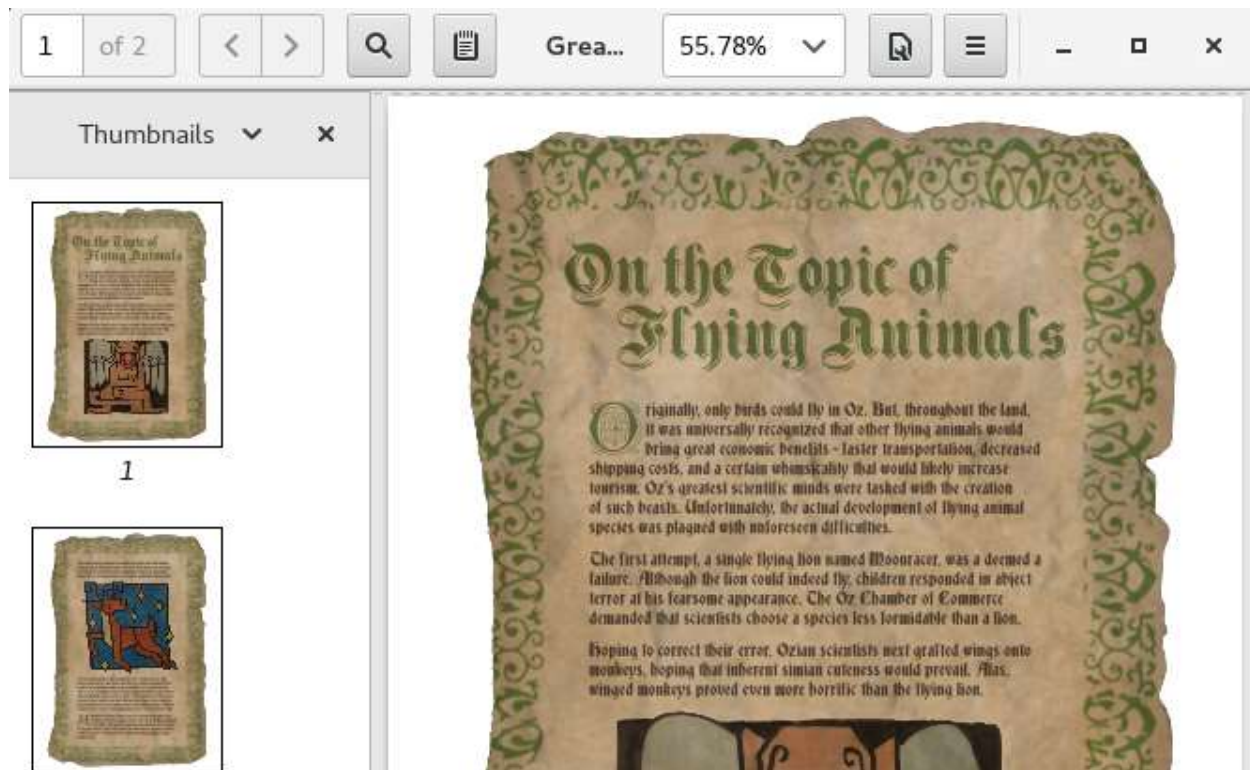 1 of 2
Grea...
55.78%
Thumbnails
1
On the Topic of
Flying Animals
Originally, only birds could fly in Oz. But, throughout the land,
it was universally recognized that other flying animals would
bring great economic benefits - faster transportation, decreased
shipping costs, and a certain whimsicality that would likely increase
tourism. Oz's greatest scientific minds were tasked with the creation
of such beasts. Unfortunately, the actual development of flying animal
species was plagued with unforeseen difficulties.
The first attempt, a single flying lion named Moonracer, was a deemed a
failure. Although the lion could indeed fly, children responded in abject
terror at his fearsome appearance. The Oz Chamber of Commerce
demanded that scientists choose a species less formidable than a lion.
Hoping to correct their error, Ozian scientists next grafted wings onto
monkeys, hoping that inherent simian cuteness would prevail. Alas,
winged monkeys proved even more horrific than the flying lion.